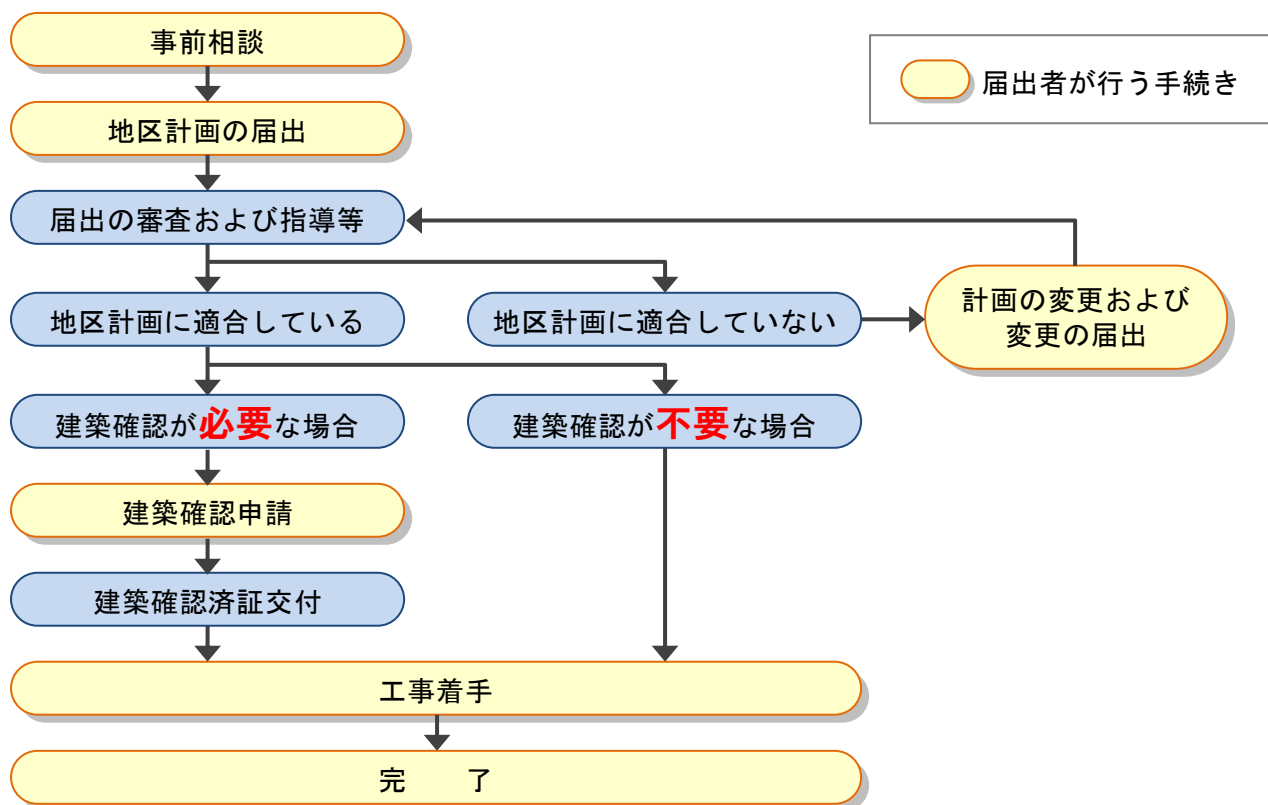 事前相談
届出者が行う手続き
地区計画の届出
届出の審査および指導等
地区計画に適合している
地区計画に適合していない
計画の変更および
変更の届出
建築確認が必要な場合
建築確認が不要な場合
建築確認申請
建築確認済証交付
工事着手
完　　了